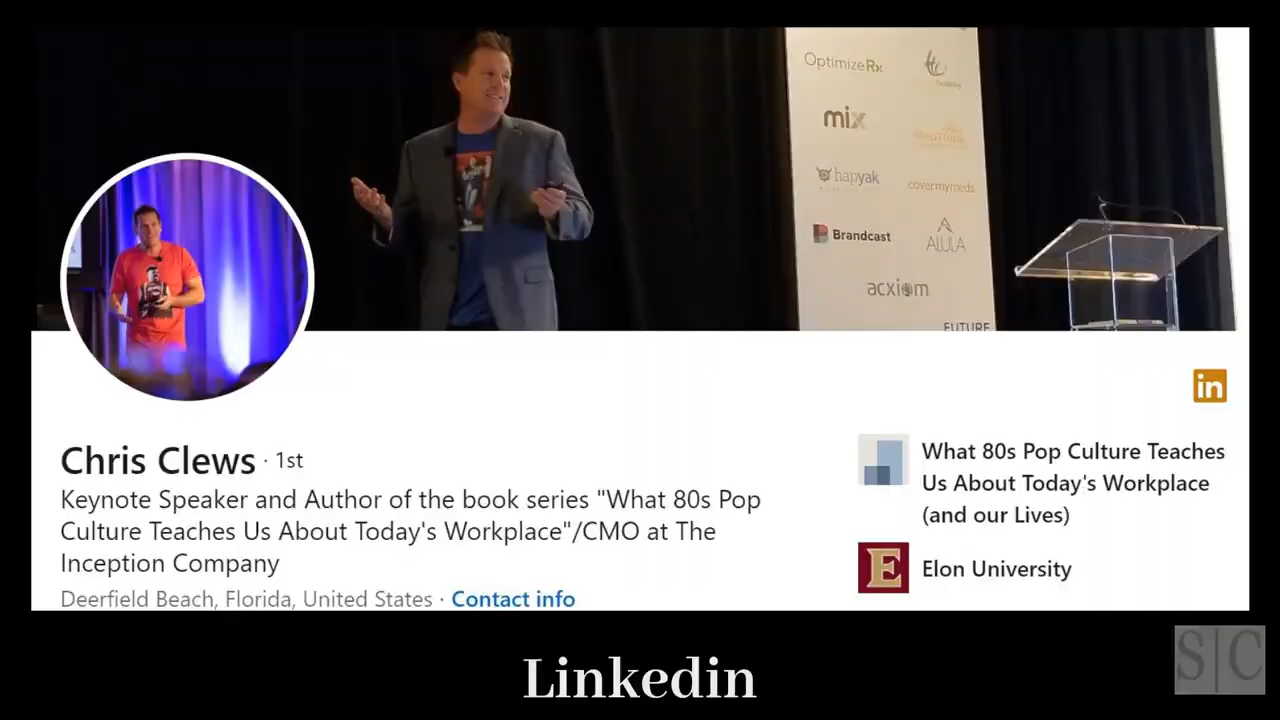 OptimizeRx
mix
hapyak
covermymeds
Brandcast
ALULA
acxiom
FUTURE
in
Chris Clews · 1st
Keynote Speaker and Author of the book series "What 80s Pop
Culture Teaches Us About Today's Workplace"/CMO at The
Inception Company
Deerfield Beach, Florida, United States · Contact info
What 80s Pop Culture Teaches
Us About Today's Workplace
(and our Lives)
E
Elon University
Linkedin
S|C